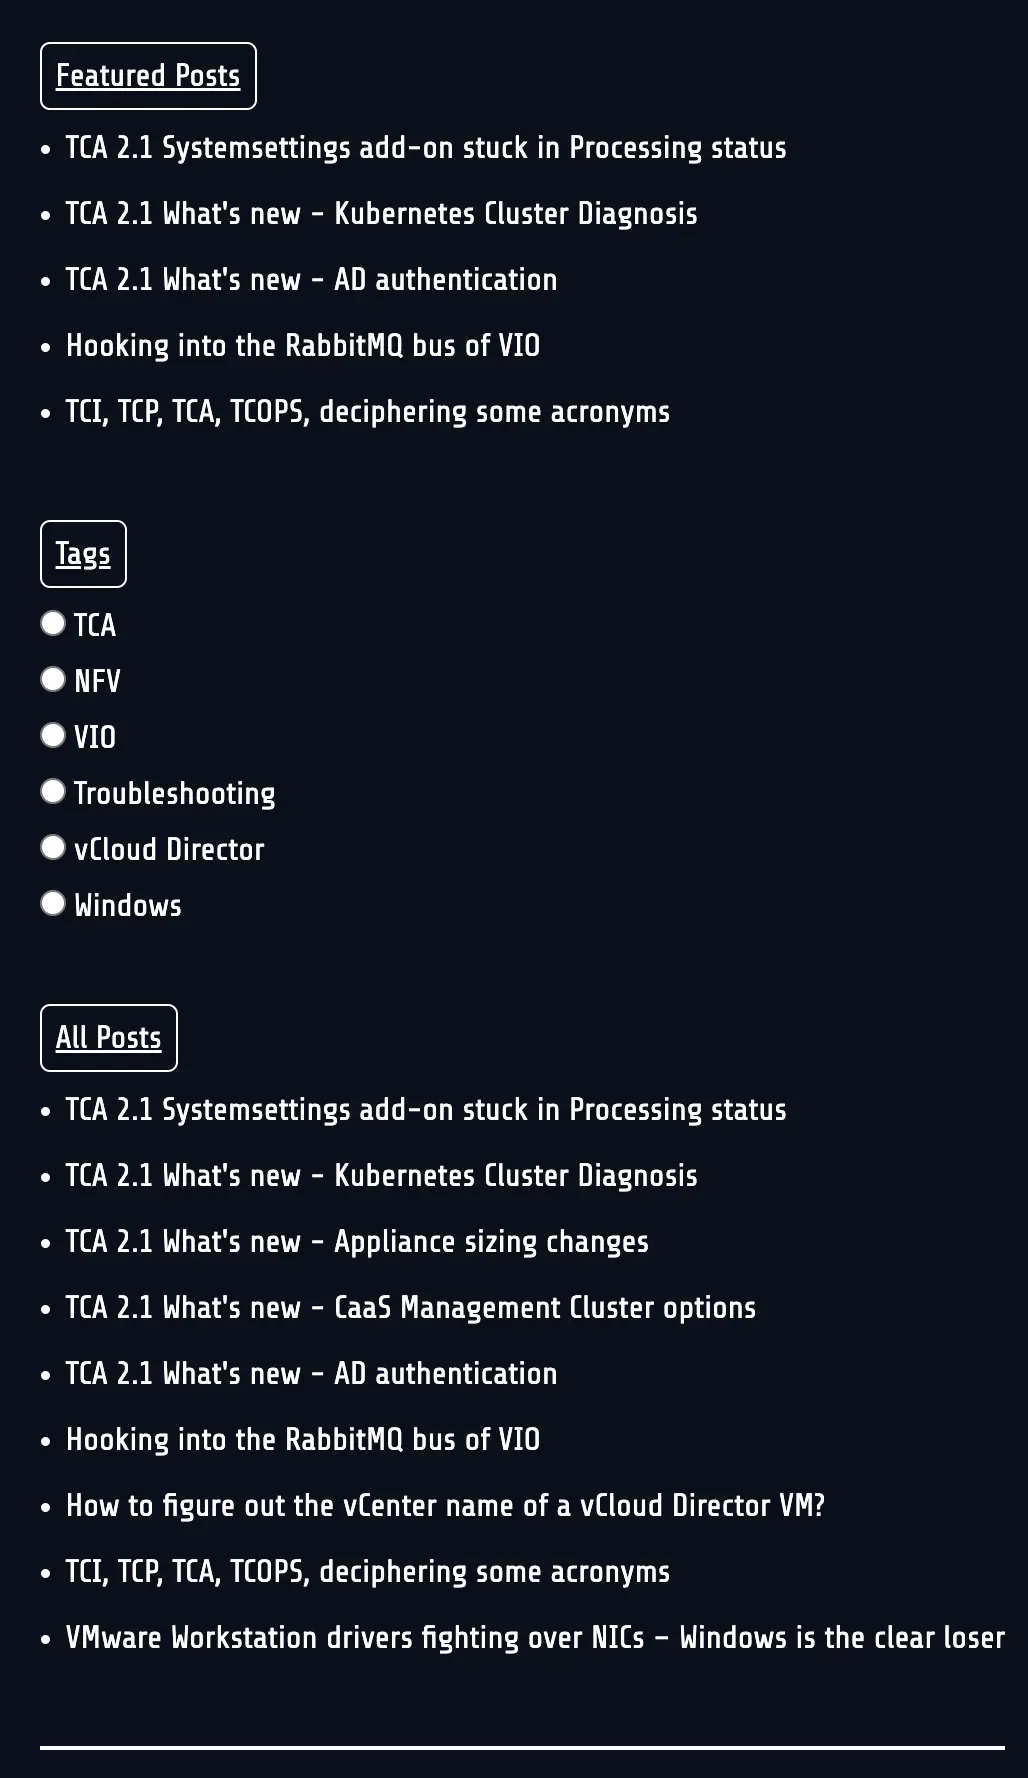 Featured Posts
TCA 2.1 Systemsettings add-on stuck in Processing status
TCA 2.1 What's new - Kubernetes Cluster Diagnosis
TCA 2.1 What's new - AD authentication
Hooking into the RabbitMQ bus of VIO
TCI, TCP, TCA, TCOPS, deciphering some acronyms
Tags
TCA
NFV
VIO
Troubleshooting
vCloud Director
Windows
All Posts
TCA 2.1 Systemsettings add-on stuck in Processing status
TCA 2.1 What's new - Kubernetes Cluster Diagnosis
TCA 2.1 What's new - Appliance sizing changes
TCA 2.1 What's new - CaaS Management Cluster options
TCA 2.1 What's new - AD authentication
Hooking into the RabbitMQ bus of VIO
How to figure out the vCenter name of a vCloud Director VM?
TCI, TCP, TCA, TCOPS, deciphering some acronyms
VMware Workstation drivers fighting over NICs – Windows is the clear loser